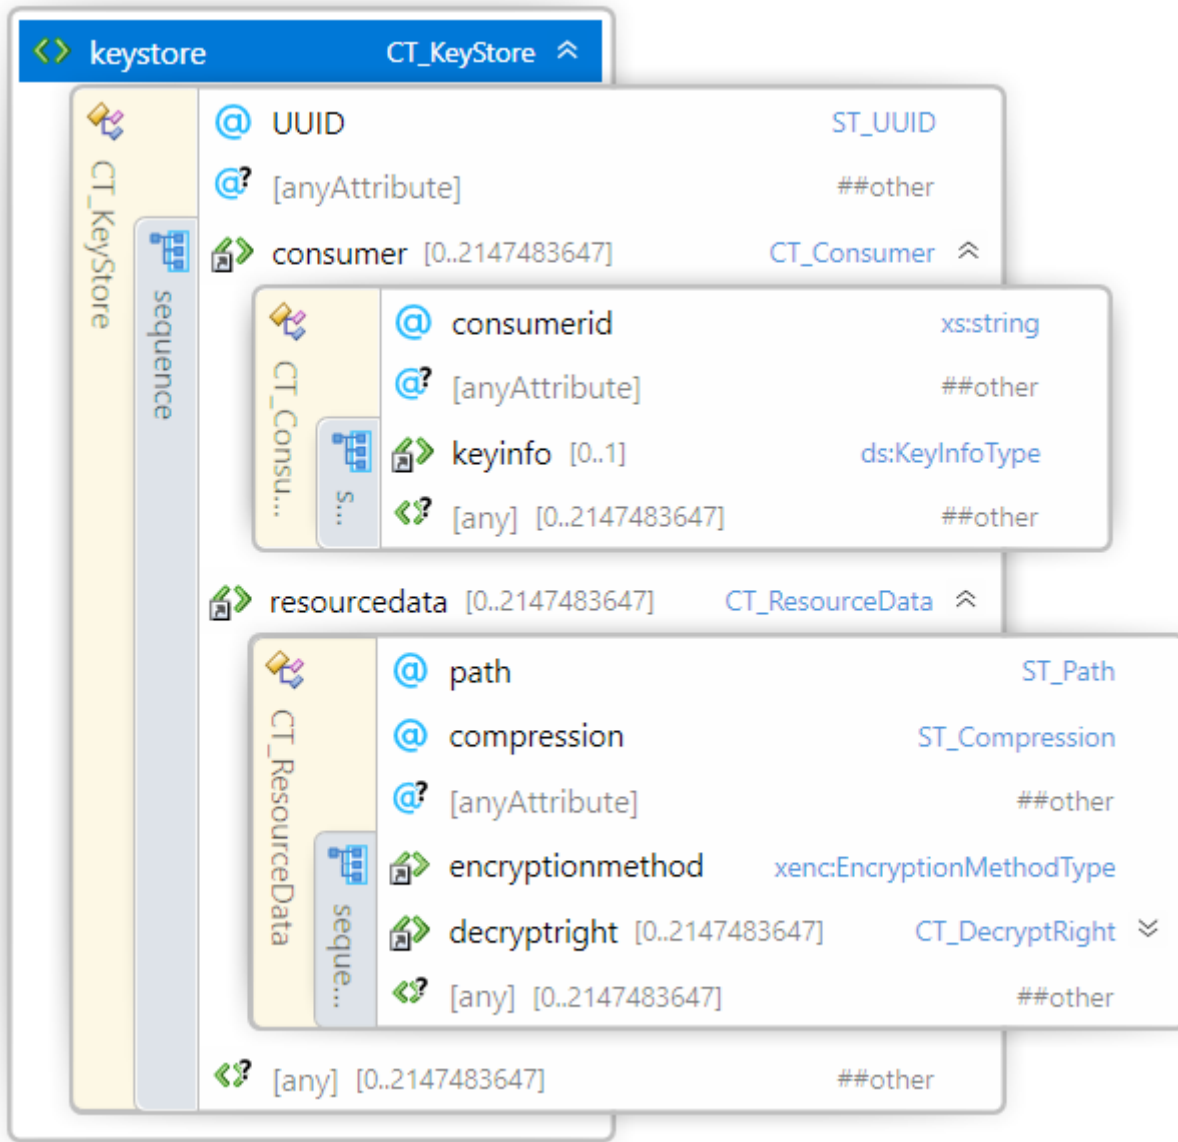 keystore CT_KeyStore
CT_KeyStore
sequence
@ UUID ST_UUID
@? [anyAttribute] ##other
consumer [0..2147483647] CT_Consumer
CT_Consu...
s...
@ consumerid xs:string
@? [anyAttribute] ##other
keyinfo [0..1] ds:KeyInfoType
[any] [0..2147483647] ##other
resourcedata [0..2147483647] CT_ResourceData
CT_ResourceData
seque...
@ path ST_Path
@ compression ST_Compression
@? [anyAttribute] ##other
encryptionmethod xenc:EncryptionMethodType
decryptright [0..2147483647] CT_DecryptRight
[any] [0..2147483647] ##other
[any] [0..2147483647] ##other